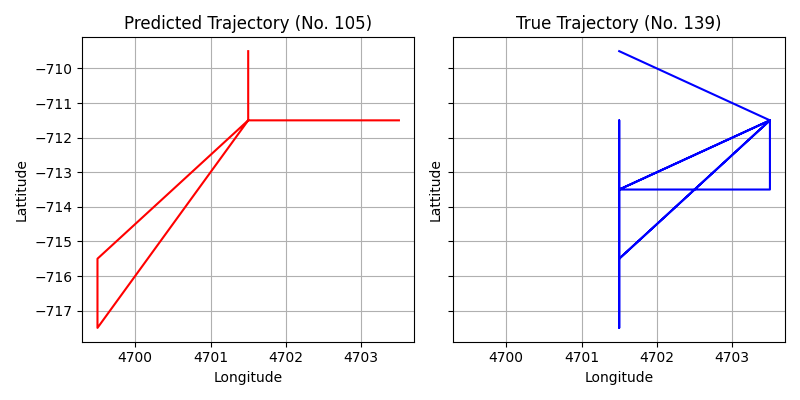 Predicted Trajectory (No. 105)
True Trajectory (No. 139)
−710
−711
−712
−713
−714
−715
−716
−717
Lattitude
Lattitude
4700 4701 4702 4703
4700 4701 4702 4703
Longitude
Longitude